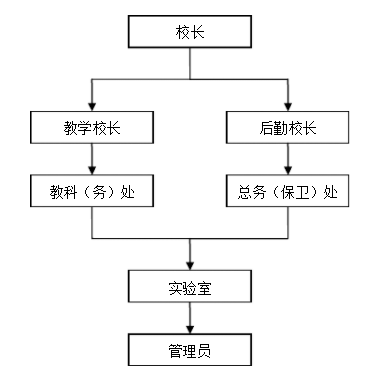 校长
教学校长
后勤校长
教科（务）处
总务（保卫）处
实验室
管理员